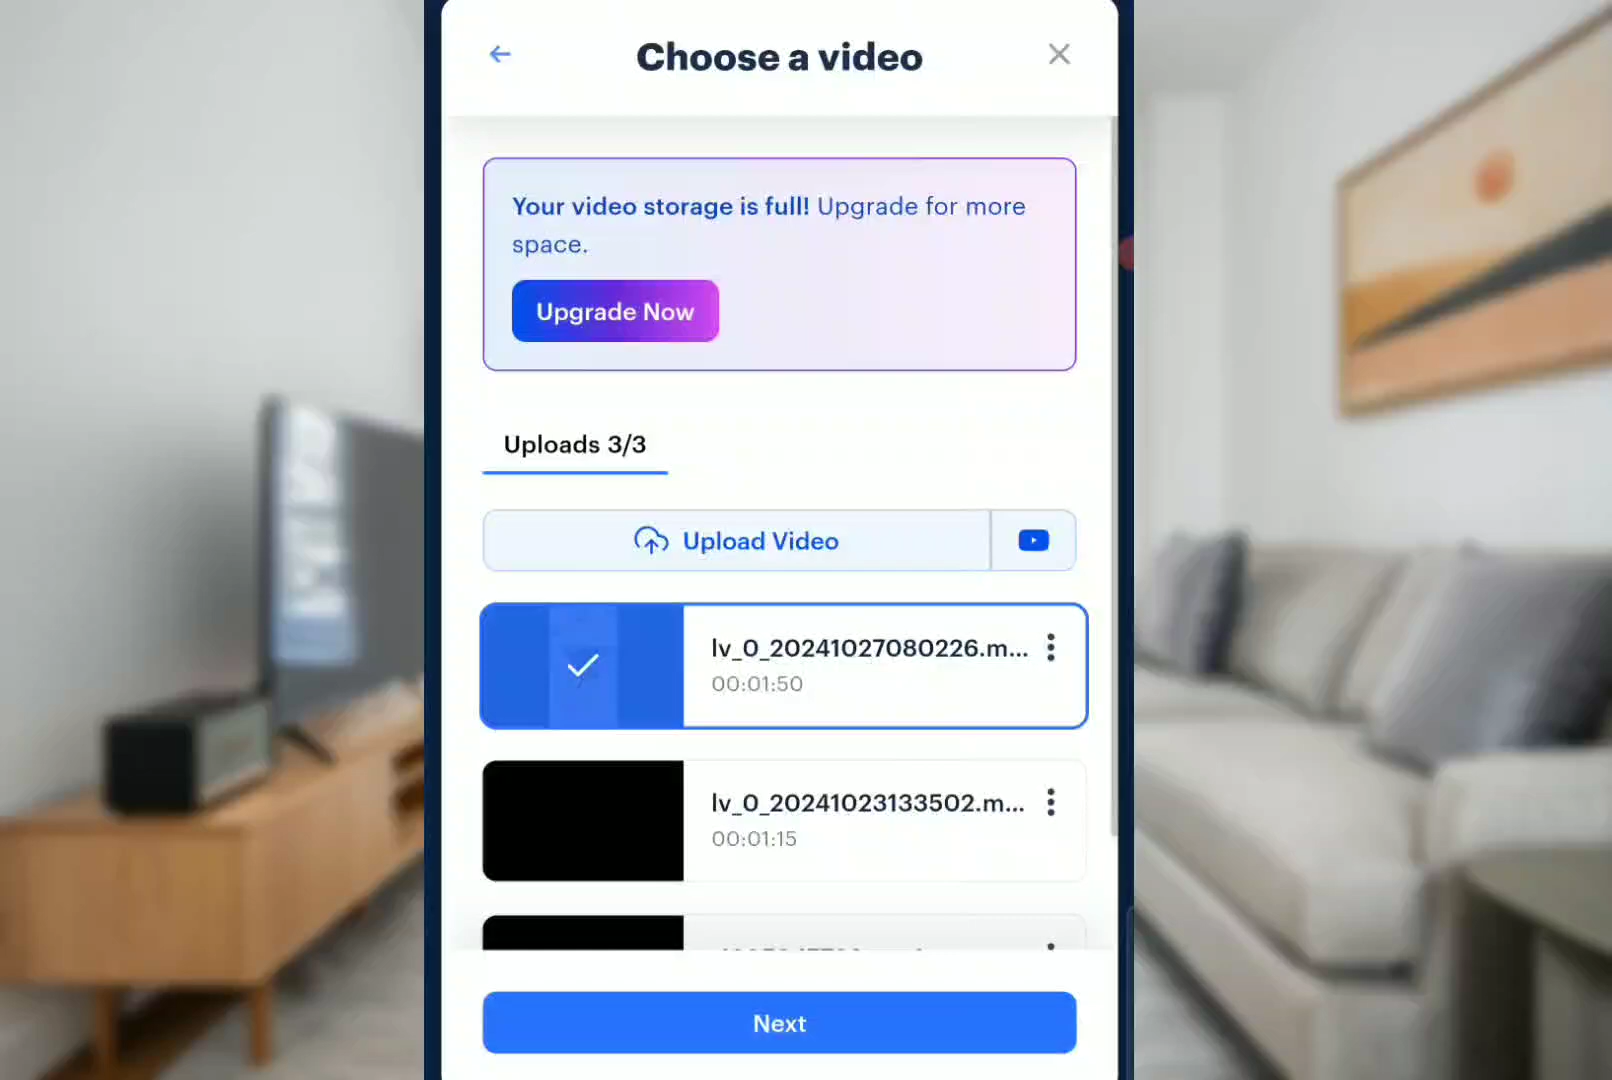 Choose a video
Your video storage is full! Upgrade for more
space.
Upgrade Now
Uploads 3/3
Upload Video
lv_0_20241027080226.m...
00:01:50
lv_0_20241023133502.m...
00:01:15
Next